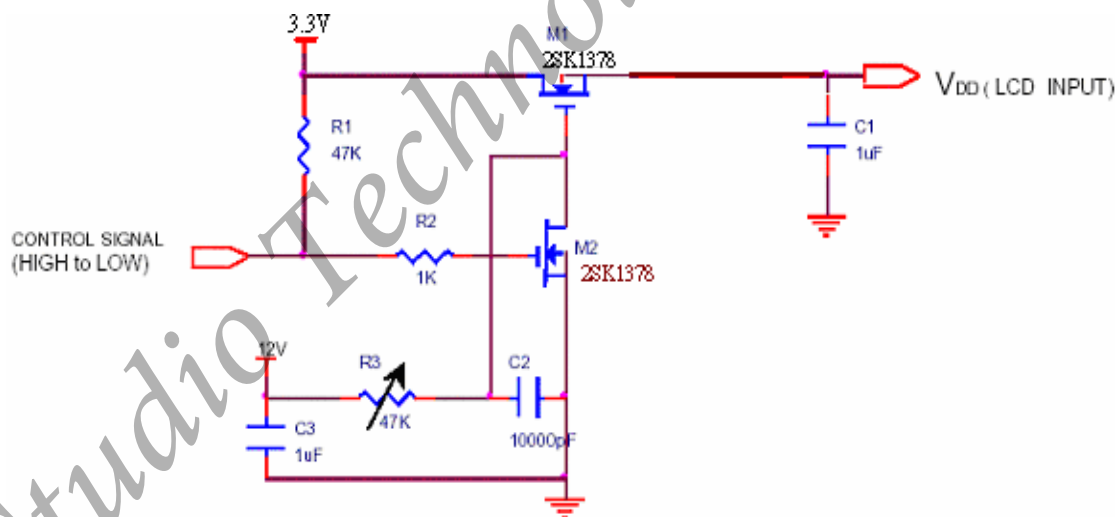 3.3V
M1
2SK1378
VDD ( LCD INPUT)
R1
47K
C1
1uF
CONTROL SIGNAL
(HIGH to LOW)
R2
1K
M2
2SK1378
12V
R3
47K
C2
10000pF
C3
1uF
Studio Techno